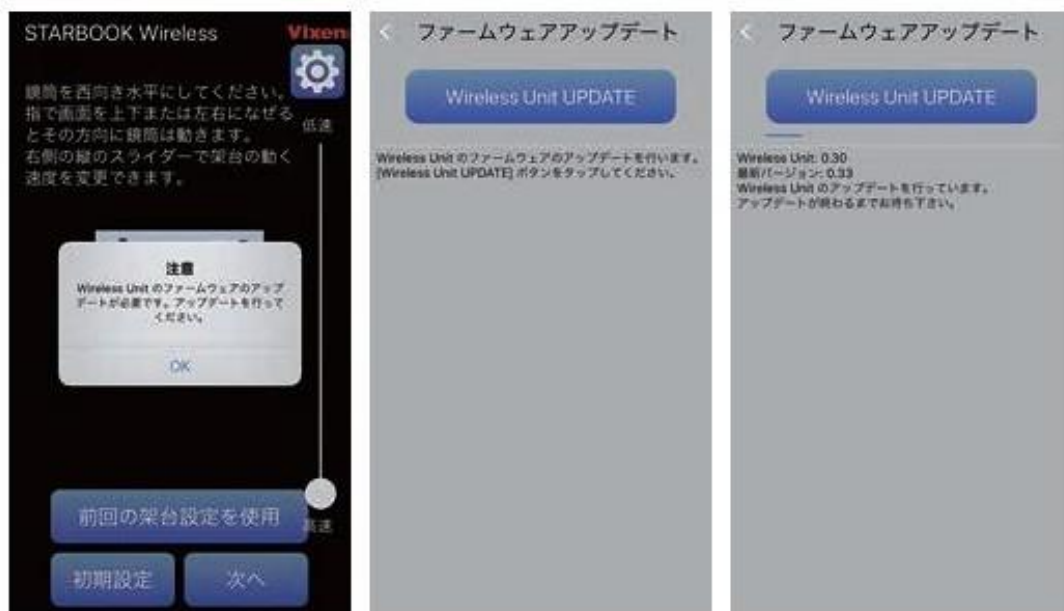 STARBOOK Wireless
Vixen
鏡筒を西向き水平にしてください。
指で画面を上下または左右になぜる
とその方向に鏡筒は動きます。
右側の縦のスライダーで架台の動く
速度を変更できます。
低速
注意
Wireless Unit のファームウェアのアップ
デートが必要です。アップデートを行って
ください。
OK
前回の架台設定を使用
高速
初期設定
次へ
ファームウェアアップデート
Wireless Unit UPDATE
Wireless Unit のファームウェアのアップデートを行います。
[Wireless Unit UPDATE] ボタンをタップしてください。
ファームウェアアップデート
Wireless Unit UPDATE
Wireless Unit: 0.30
最新バージョン: 0.33
Wireless Unit のアップデートを行っています。
アップデートが終わるまでお待ち下さい。